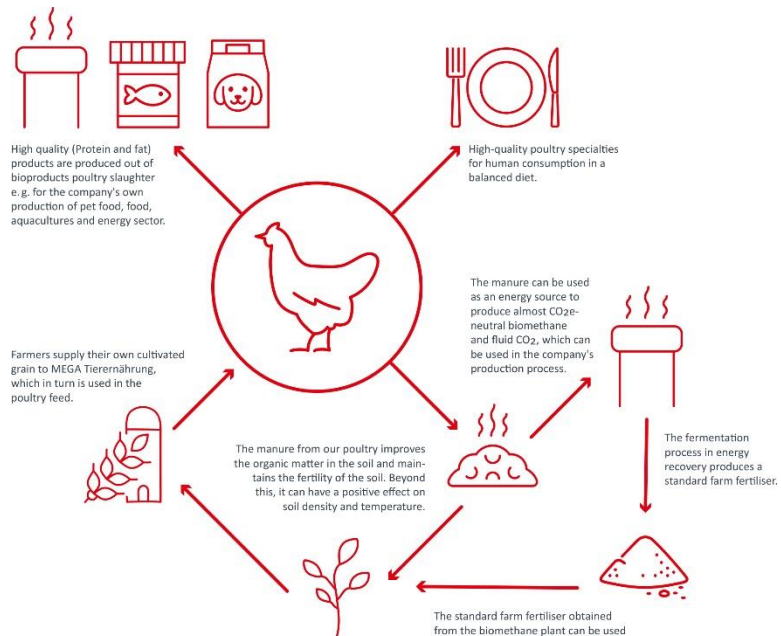 High quality (Protein and fat)
products are produced out of
bioproducts poultry slaughter
e.g. for the company's own
production of pet food, food,
aquacultures and energy sector.
High-quality poultry specialties
for human consumption in a
balanced diet.
The manure can be used
as an energy source to
produce almost CO2e-
neutral biomethane
and fluid CO₂, which can
be used in the company's
production process.
Farmers supply their own cultivated
grain to MEGA Tierernährung,
which in turn is used in the
poultry feed.
The manure from our poultry improves
the organic matter in the soil and main-
tains the fertility of the soil. Beyond
this, it can have a positive effect on
soil density and temperature.
The fermentation
process in energy
recovery produces a
standard farm fertiliser.
The standard farm fertiliser obtained
from the biomethane plant can be used